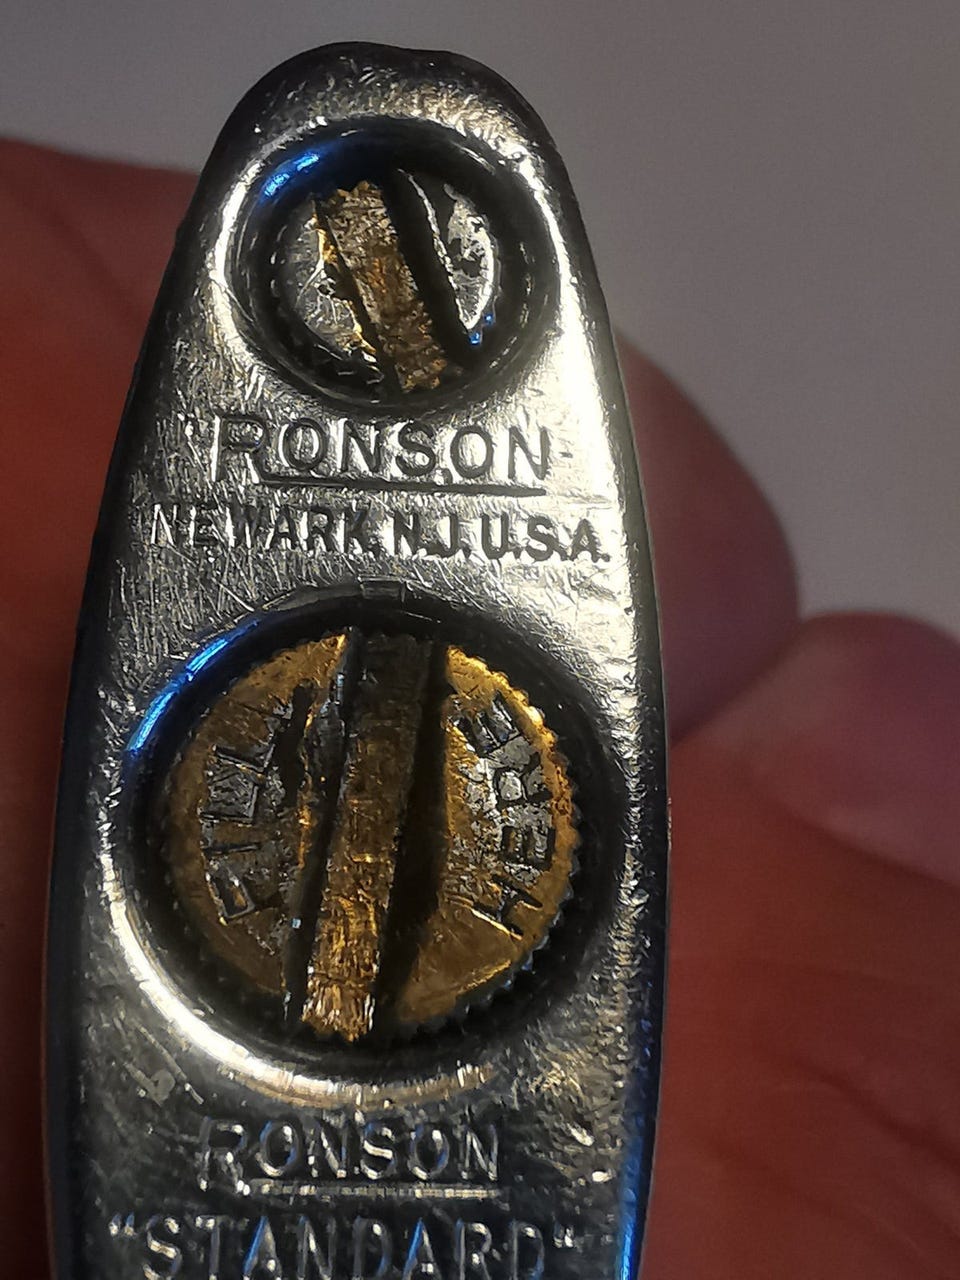 RONSON
NEWARK.N.J.U.S.A.
FILL HERE
RONSON
"STANDARD"